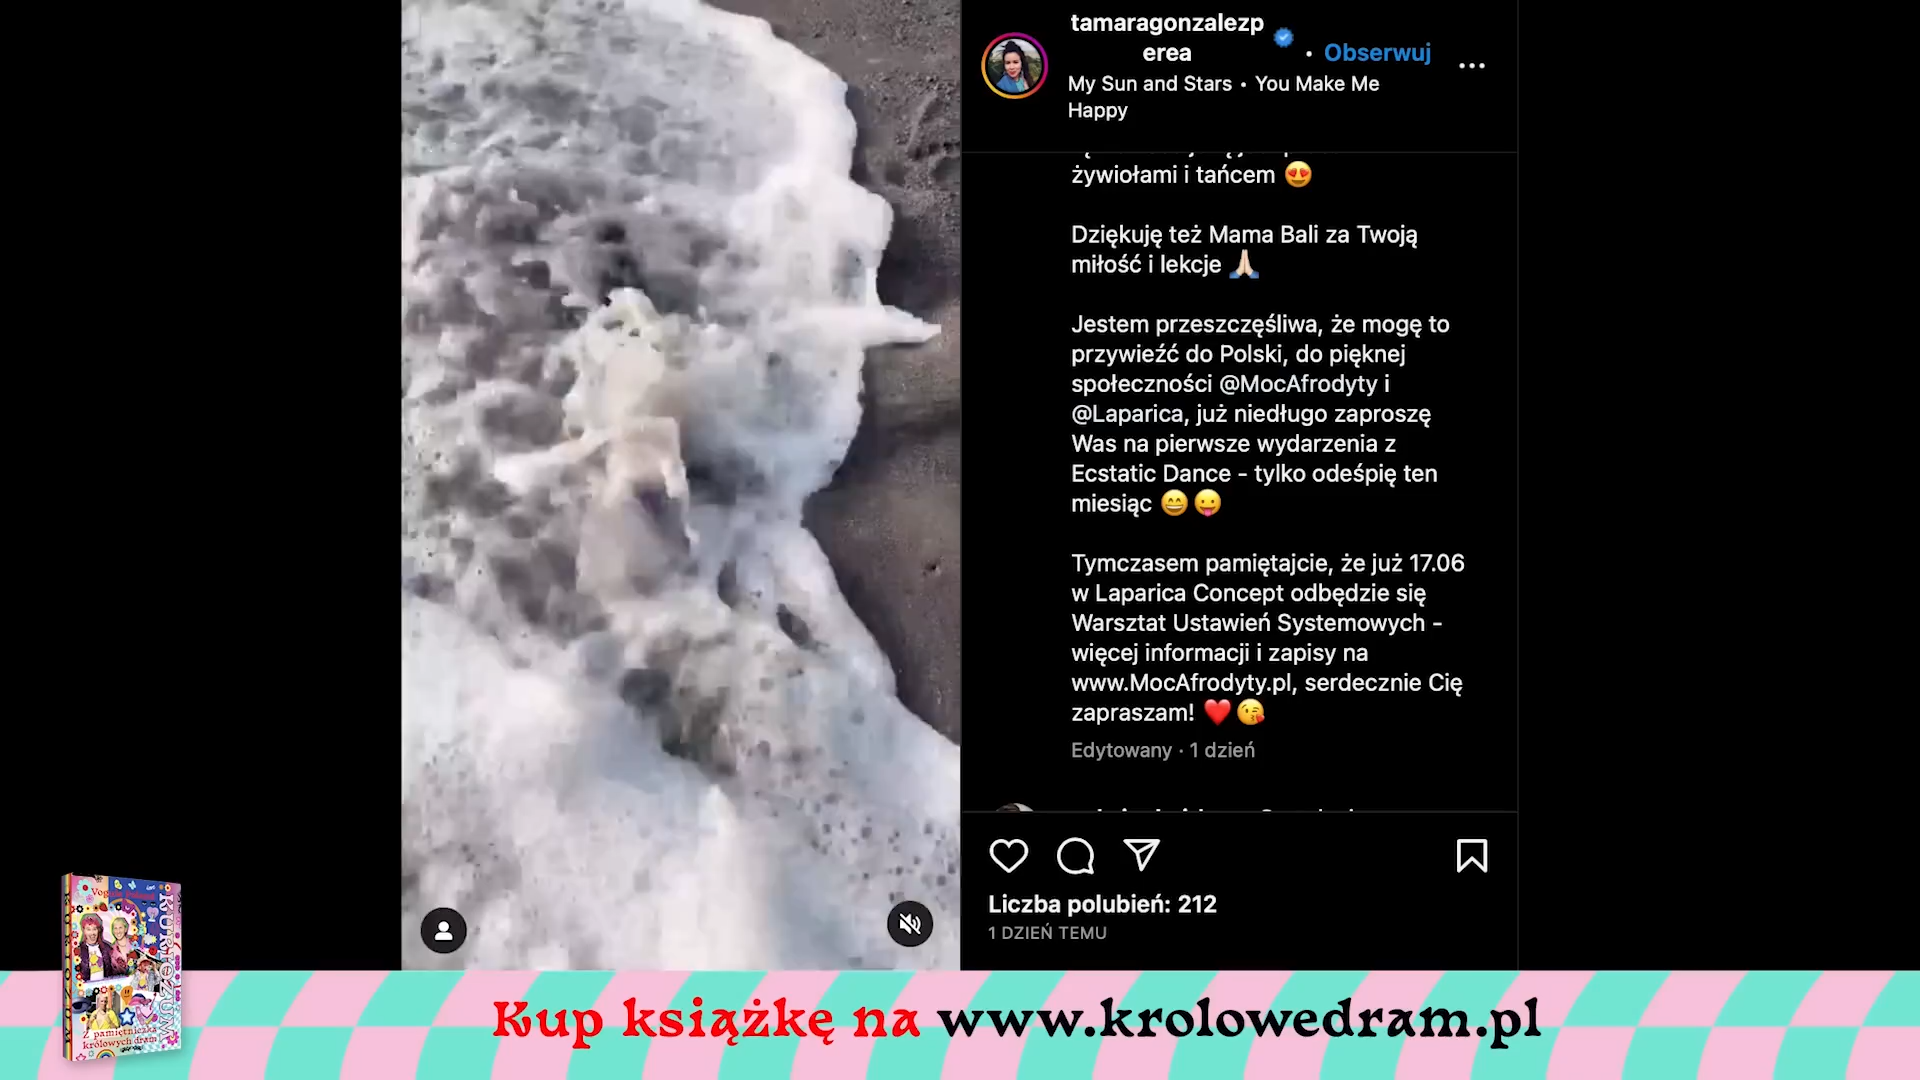 tamaragonzalezp
erea
• Obserwuj
My Sun and Stars • You Make Me
Happy
żywiołami i tańcem 😍
Dziękuję też Mama Bali za Twoją
miłość i lekcje 🙏🏻
Jestem przeszczęśliwa, że mogę to
przywieźć do Polski, do pięknej
społeczności @MocAfrodyty i
@Laparica, już niedługo zaproszę
Was na pierwsze wydarzenia z
Ecstatic Dance - tylko odeśpię ten
miesiąc 😄😛
Tymczasem pamiętajcie, że już 17.06
w Laparica Concept odbędzie się
Warsztat Ustawień Systemowych -
więcej informacji i zapisy na
www.MocAfrodyty.pl, serdecznie Cię
zapraszam! ❤️😘
Edytowany · 1 dzień
Liczba polubień: 212
1 DZIEŃ TEMU
Z pamiętniczka
królowych dram
Kup książkę na www.krolowedram.pl